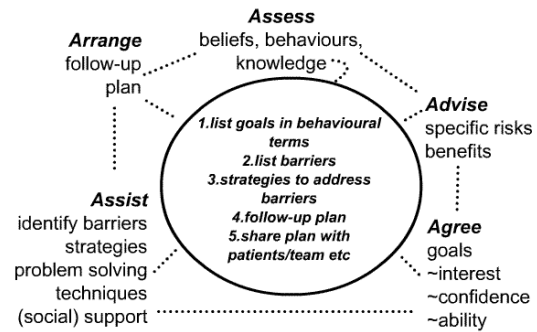 Assess
beliefs, behaviours,
knowledge
Arrange
follow-up
plan
Advise
specific risks
benefits
1.list goals in behavioural
terms
2.list barriers
3.strategies to address
barriers
4.follow-up plan
5.share plan with
patients/team etc
Assist
identify barriers
strategies
problem solving
techniques
(social) support
Agree
goals
~interest
~confidence
~ability